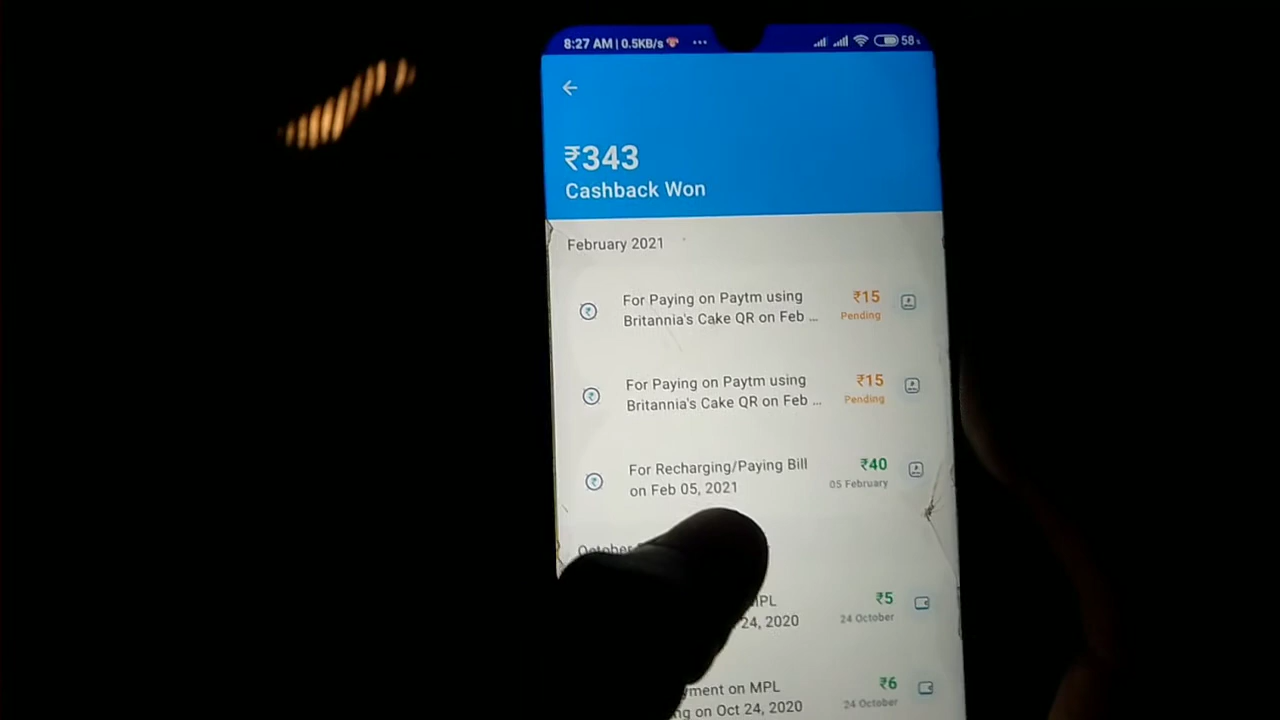 8:27 AM | 0.5KB/s ... 58
₹343
Cashback Won
February 2021
For Paying on Paytm using ₹15
Britannia's Cake QR on Feb ... Pending
For Paying on Paytm using ₹15
Britannia's Cake QR on Feb ... Pending
For Recharging/Paying Bill ₹40
on Feb 05, 2021 05 February
October
MPL ₹5
24, 2020 24 October
on MPL ₹6
on Oct 24, 2020 24 October